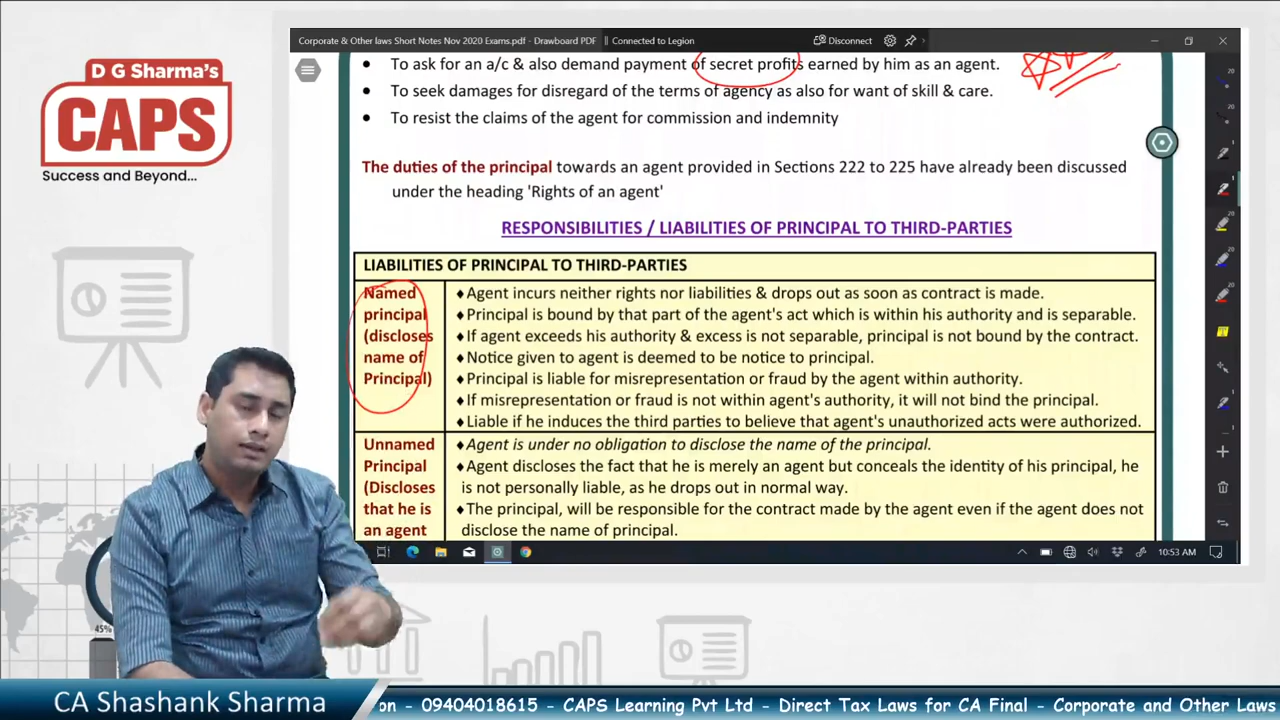 D G Sharma's
CAPS
Success and Beyond...
Corporate & Other laws Short Notes Nov 2020 Exams.pdf - Drawboard PDF || Connected to Legion
Disconnect
• To ask for an a/c & also demand payment of secret profits earned by him as an agent.
• To seek damages for disregard of the terms of agency as also for want of skill & care.
• To resist the claims of the agent for commission and indemnity
The duties of the principal towards an agent provided in Sections 222 to 225 have already been discussed
under the heading 'Rights of an agent'
RESPONSIBILITIES / LIABILITIES OF PRINCIPAL TO THIRD-PARTIES
LIABILITIES OF PRINCIPAL TO THIRD-PARTIES
Named
principal
(discloses
name of
Principal)
♦Agent incurs neither rights nor liabilities & drops out as soon as contract is made.
♦Principal is bound by that part of the agent's act which is within his authority and is separable.
♦If agent exceeds his authority & excess is not separable, principal is not bound by the contract.
♦Notice given to agent is deemed to be notice to principal.
♦Principal is liable for misrepresentation or fraud by the agent within authority.
♦If misrepresentation or fraud is not within agent's authority, it will not bind the principal.
♦Liable if he induces the third parties to believe that agent's unauthorized acts were authorized.
Unnamed
Principal
(Discloses
that he is
an agent
♦Agent is under no obligation to disclose the name of the principal.
♦Agent discloses the fact that he is merely an agent but conceals the identity of his principal, he
is not personally liable, as he drops out in normal way.
♦The principal, will be responsible for the contract made by the agent even if the agent does not
disclose the name of principal.
20
20
20
20
20
10:53 AM
45%
CA Shashank Sharma
on - 09404018615 - CAPS Learning Pvt Ltd - Direct Tax Laws for CA Final - Corporate and Other Laws